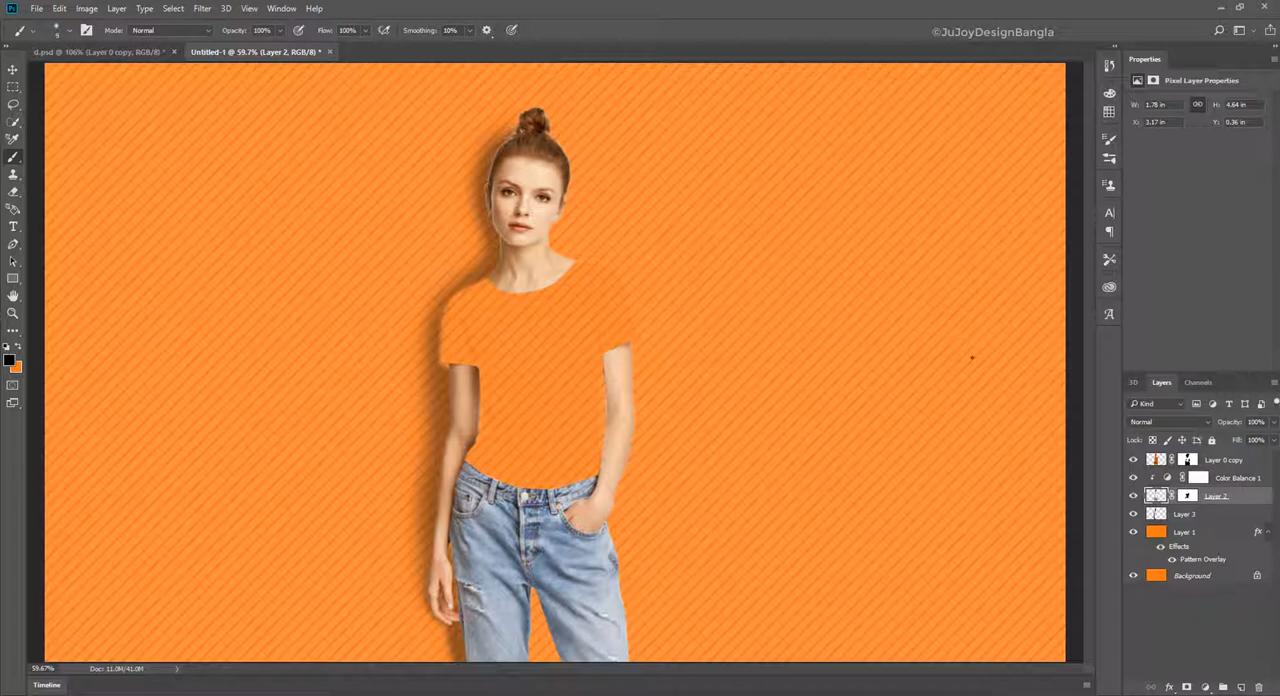 File Edit Image Layer Type Select Filter 3D View Window Help
Mode: Normal Opacity: 100% Flow: 100% Smoothing: 10%
©JuJoyDesignBangla
d.psd @ 106% (Layer 0 copy, RGB/8) * × Untitled-1 @ 59.7% (Layer 2, RGB/8) * ×
Properties
Pixel Layer Properties
W: 1.78 in H: 4.64 in
X: 3.17 in Y: 0.36 in
3D Layers Channels
Kind
Normal Opacity: 100%
Lock: Fill: 100%
Layer 0 copy
Color Balance 1
Layer 2
Layer 3
Layer 1 fx
Effects
Pattern Overlay
Background
59.67% Doc: 11.0M/41.0M
Timeline